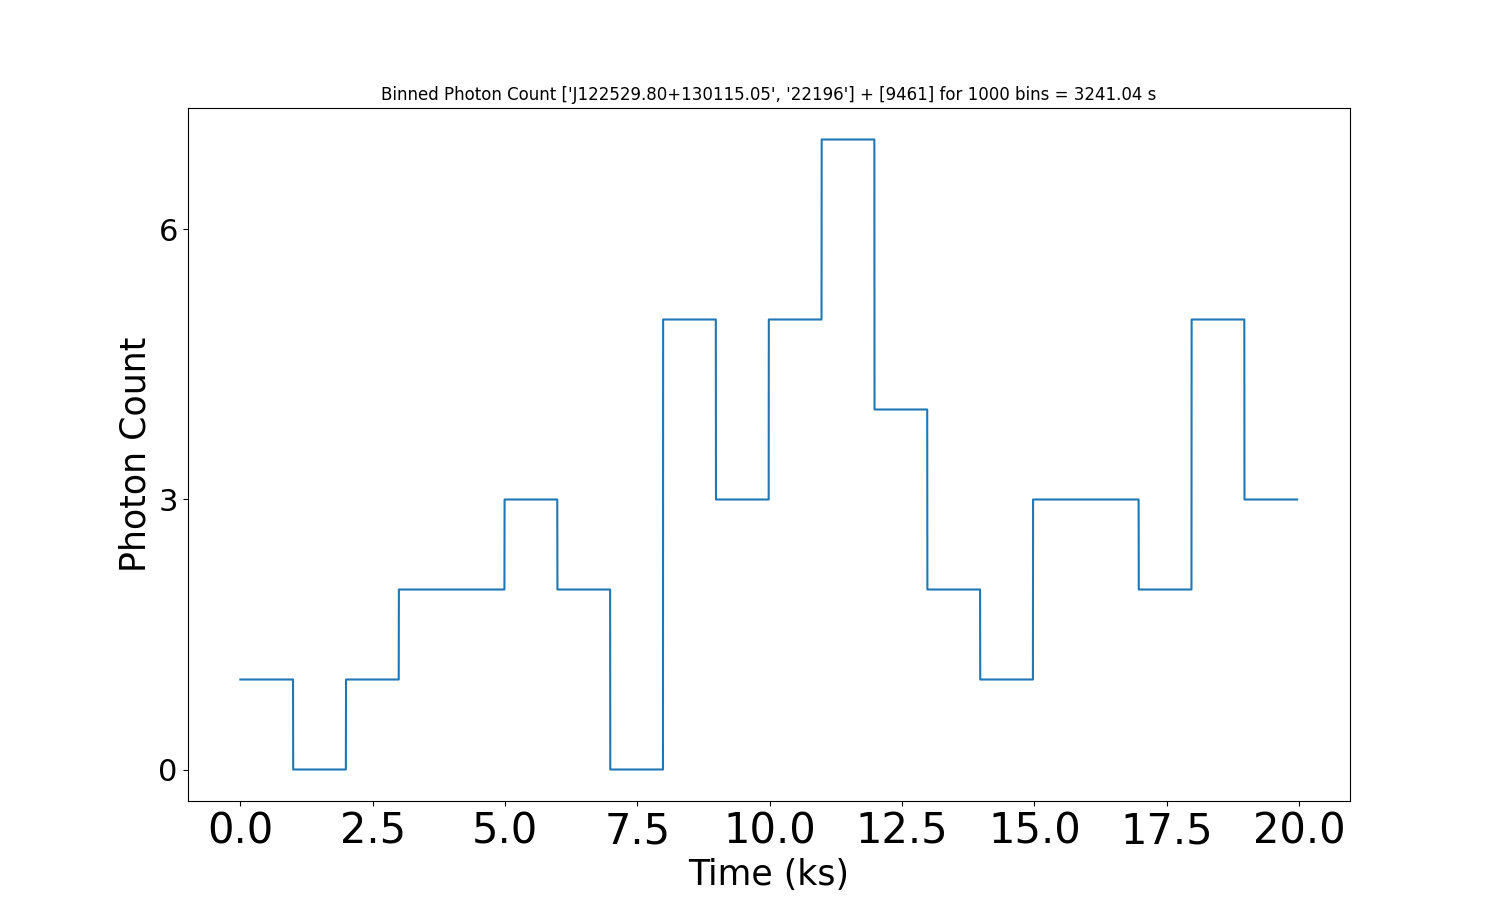 Binned Photon Count ['J122529.80+130115.05', '22196'] + [9461] for 1000 bins = 3241.04 s
6
3
0
Photon Count
0.0 2.5 5.0 7.5 10.0 12.5 15.0 17.5 20.0
Time (ks)